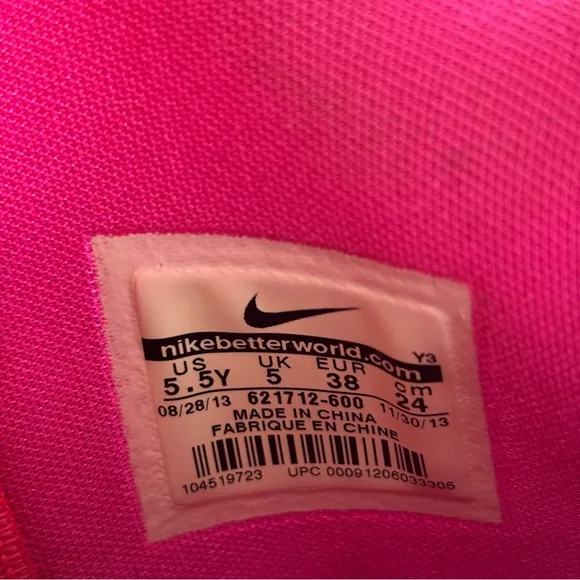 nikebetterworld.com
Y3
US UK EUR cm
5.5Y 5 38 24
08/28/13 621712-600 11/30/13
MADE IN CHINA
FABRIQUE EN CHINE
104519723 UPC 00091206033305